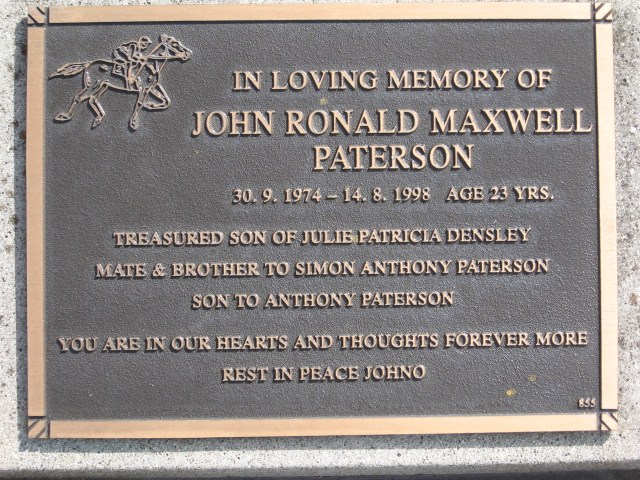 IN LOVING MEMORY OF
JOHN RONALD MAXWELL
PATERSON
30. 9. 1974 – 14. 8. 1998 AGE 23 YRS.
TREASURED SON OF JULIE PATRICIA DENSLEY
MATE & BROTHER TO SIMON ANTHONY PATERSON
SON TO ANTHONY PATERSON
YOU ARE IN OUR HEARTS AND THOUGHTS FOREVER MORE
REST IN PEACE JOHNO
855